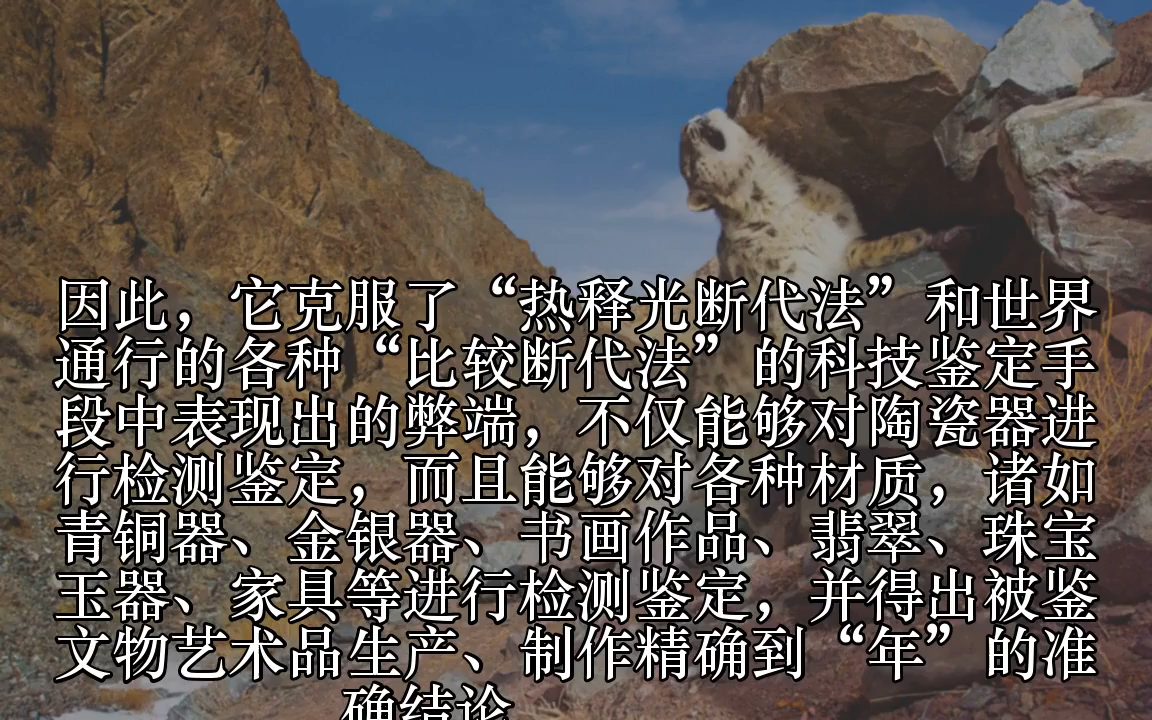 因此，它克服了“热释光断代法”和世界
通行的各种“比较断代法”的科技鉴定手
段中表现出的弊端，不仅能够对陶瓷器进
行检测鉴定，而且能够对各种材质，诸如
青铜器、金银器、书画作品、翡翠、珠宝
玉器、家具等进行检测鉴定，并得出被鉴
文物艺术品生产、制作精确到“年”的准
确结论